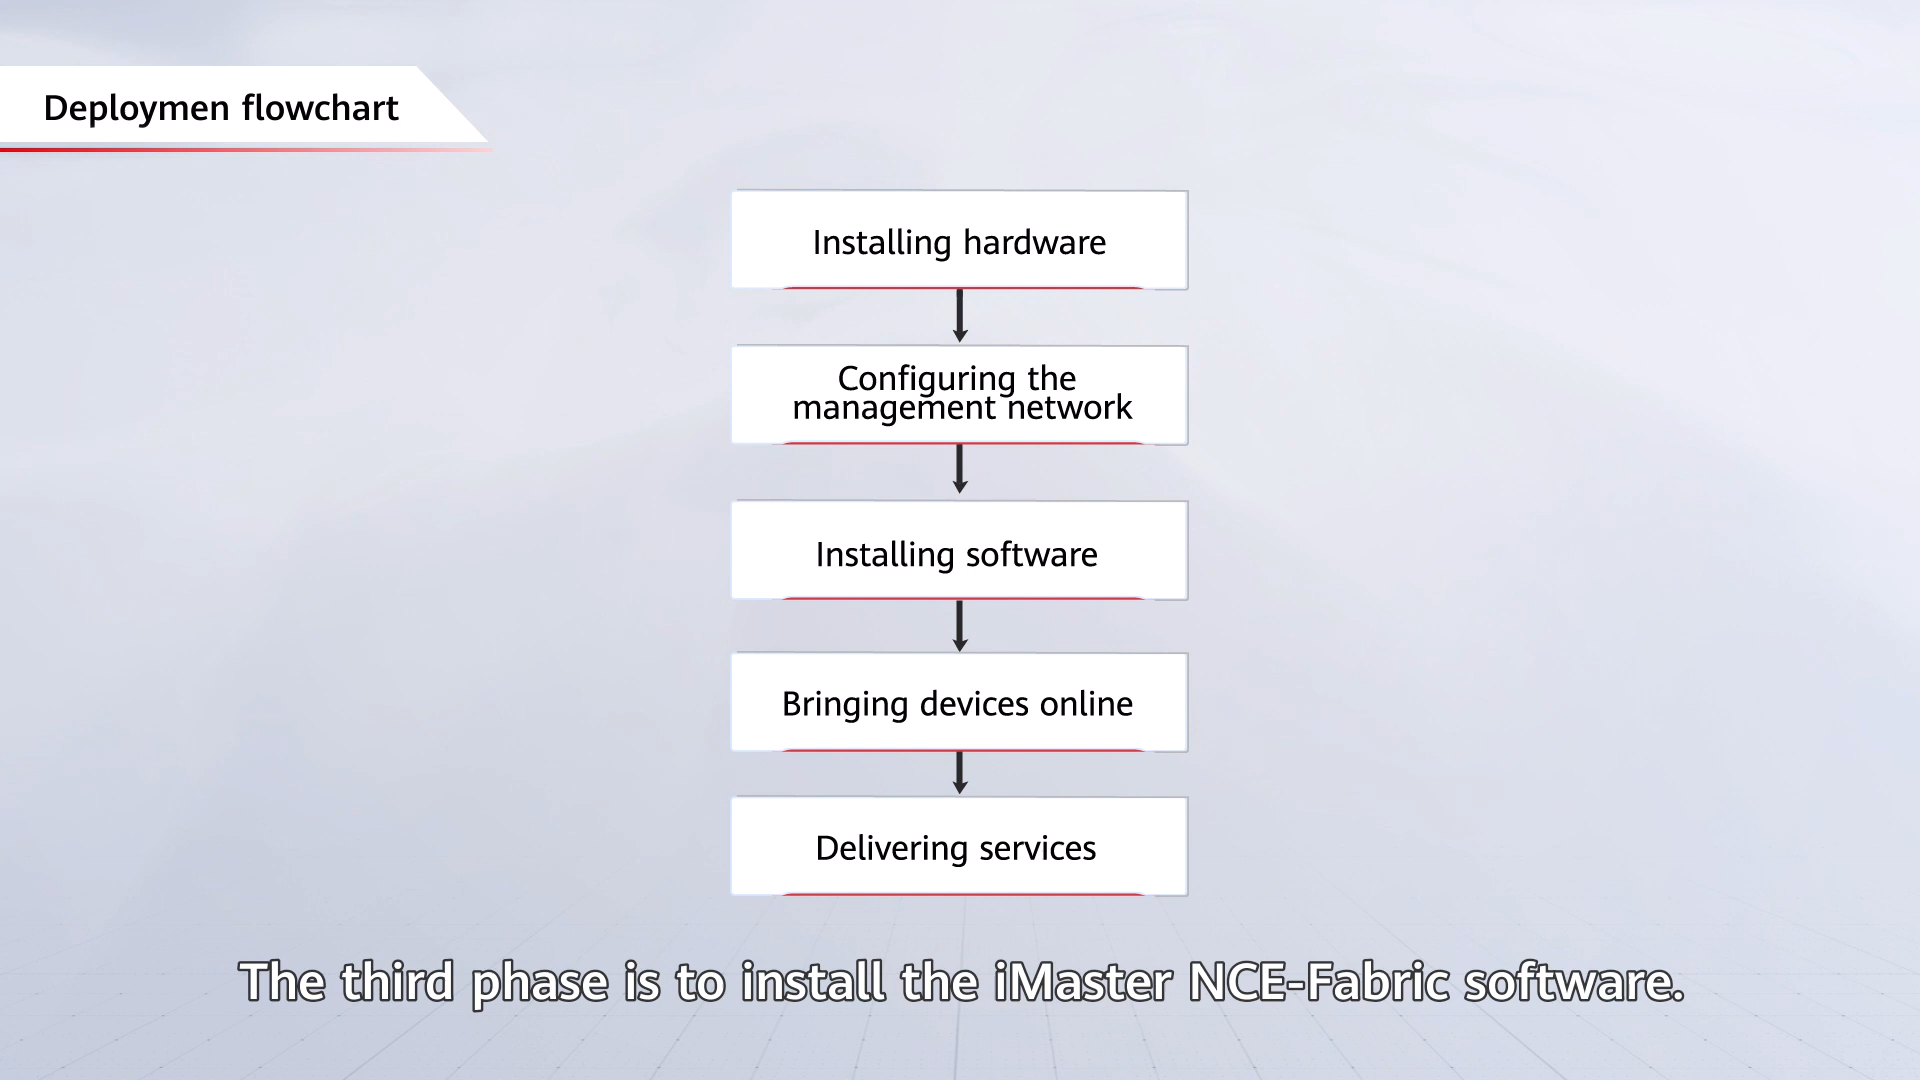 Deploymen flowchart
Installing hardware
Configuring the
management network
Installing software
Bringing devices online
Delivering services
The third phase is to install the iMaster NCE-Fabric software.